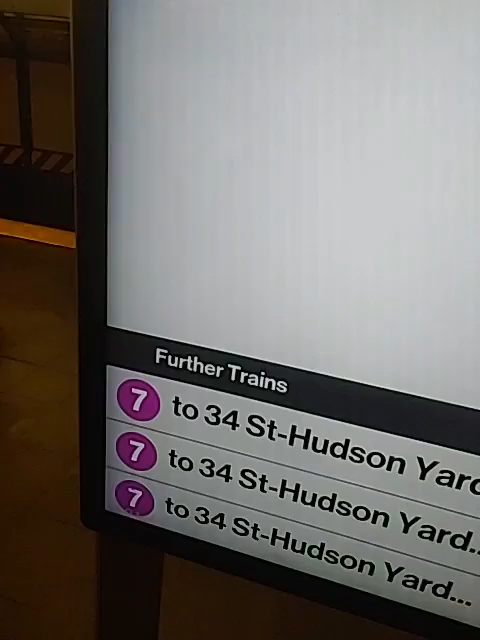 Further Trains
7 to 34 St-Hudson Yard
7 to 34 St-Hudson Yard...
7 to 34 St-Hudson Yard...